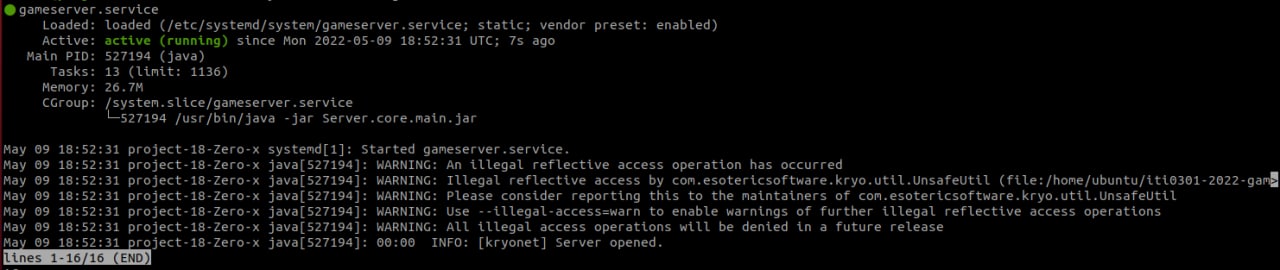 gameserver.service
Loaded: loaded (/etc/systemd/system/gameserver.service; static; vendor preset: enabled)
Active: active (running) since Mon 2022-05-09 18:52:31 UTC; 7s ago
Main PID: 527194 (java)
Tasks: 13 (limit: 1136)
Memory: 26.7M
CGroup: /system.slice/gameserver.service
└─527194 /usr/bin/java -jar Server.core.main.jar
May 09 18:52:31 project-18-Zero-x systemd[1]: Started gameserver.service.
May 09 18:52:31 project-18-Zero-x java[527194]: WARNING: An illegal reflective access operation has occurred
May 09 18:52:31 project-18-Zero-x java[527194]: WARNING: Illegal reflective access by com.esotericsoftware.kryo.util.UnsafeUtil (file:/home/ubuntu/iti0301-2022-gam>
May 09 18:52:31 project-18-Zero-x java[527194]: WARNING: Please consider reporting this to the maintainers of com.esotericsoftware.kryo.util.UnsafeUtil
May 09 18:52:31 project-18-Zero-x java[527194]: WARNING: Use --illegal-access=warn to enable warnings of further illegal reflective access operations
May 09 18:52:31 project-18-Zero-x java[527194]: WARNING: All illegal access operations will be denied in a future release
May 09 18:52:31 project-18-Zero-x java[527194]: 00:00  INFO: [kryonet] Server opened.
lines 1-16/16 (END)